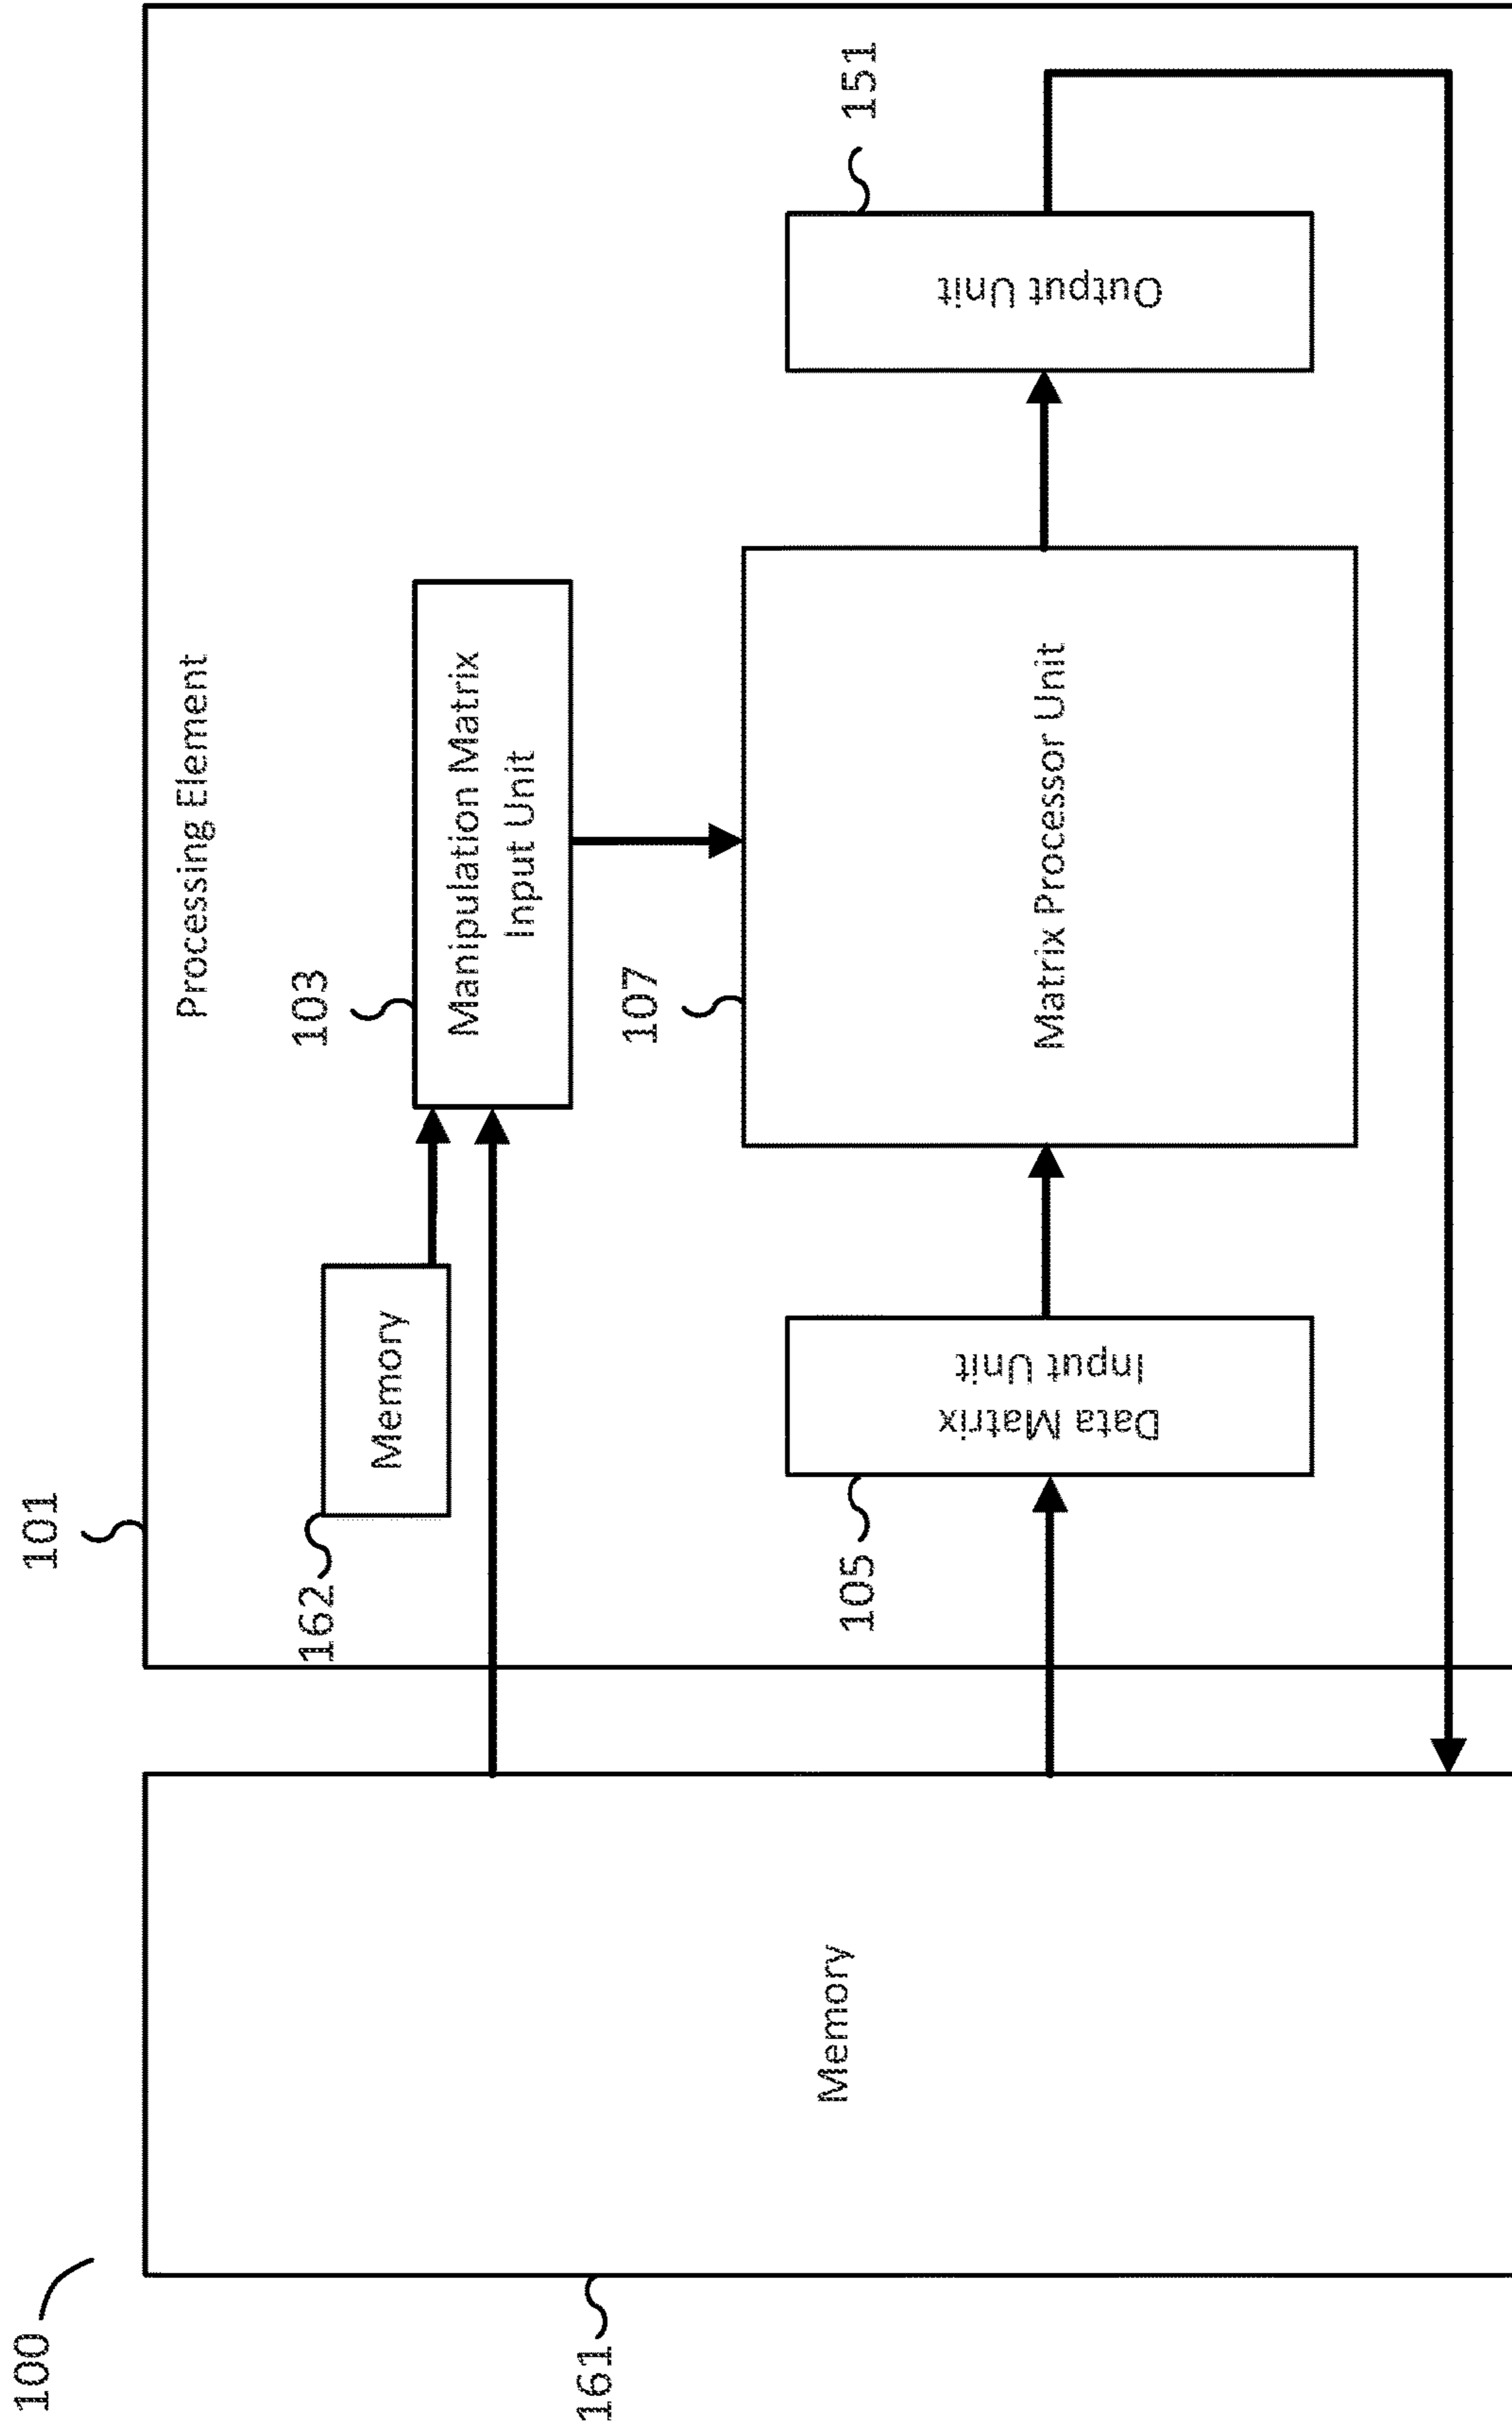 100
101
Processing Element
162
Memory
103
Manipulation Matrix
Input Unit
107
Matrix Processor Unit
105
Data Matrix
Input Unit
151
Output Unit
161
Memory